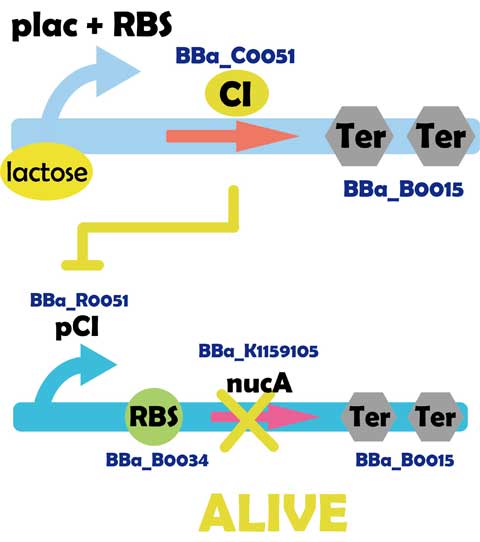 plac + RBS
BBa_C0051
CI
Ter Ter
lactose
BBa_B0015
BBa_R0051
pCI
BBa_K1159105
nucA
RBS
Ter Ter
BBa_B0034
BBa_B0015
ALIVE